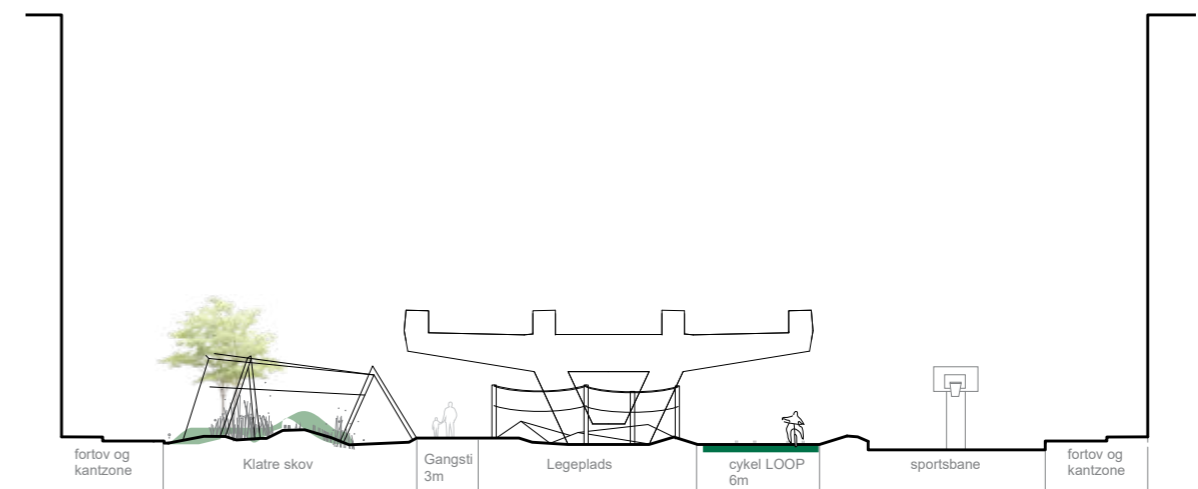 fortov og
kantzone
Klatre skov
Gangsti
3m
Legeplads
cykel LOOP
6m
sportsbane
fortov og
kantzone